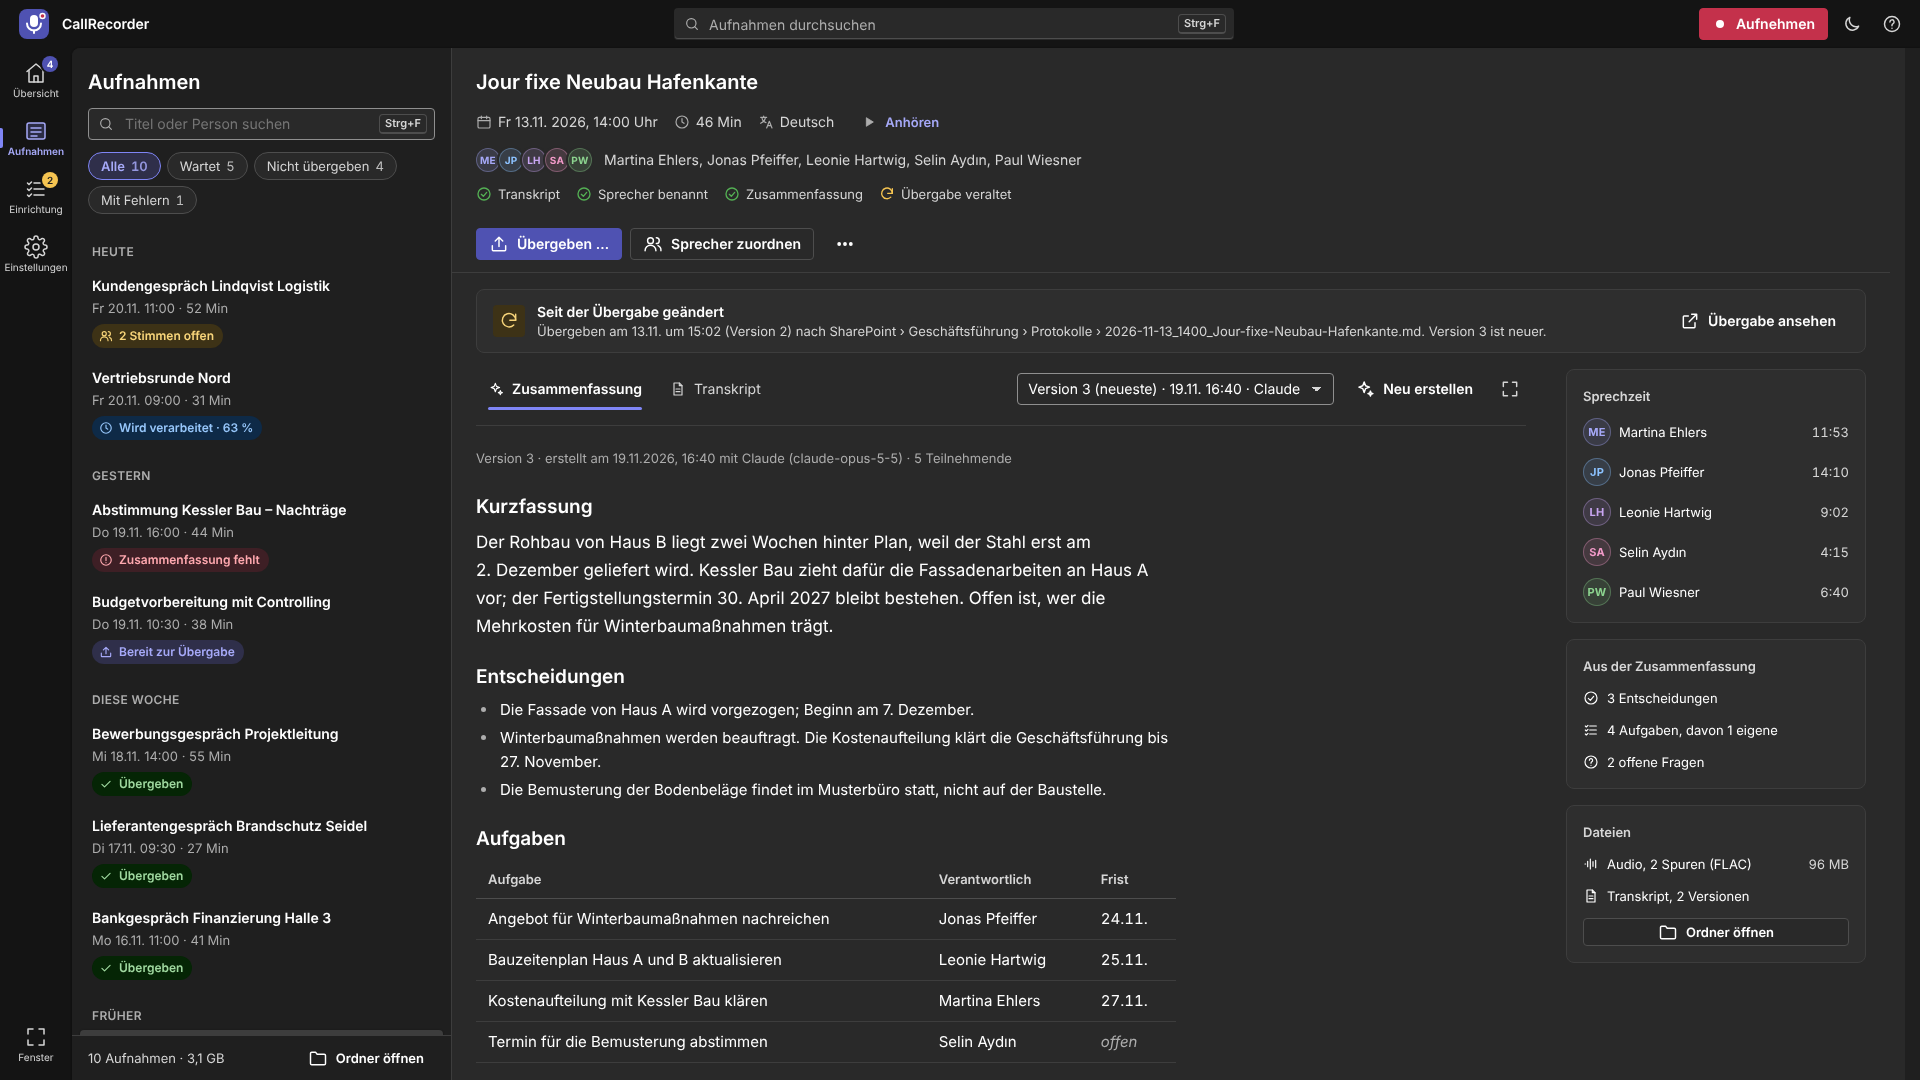 CallRecorder
Aufnahmen durchsuchen
Strg+F
Aufnehmen
4
Übersicht
Aufnahmen
2
Einrichtung
Einstellungen
Fenster
Aufnahmen
Titel oder Person suchen
Strg+F
Alle 10
Wartet 5
Nicht übergeben 4
Mit Fehlern 1
HEUTE
Kundengespräch Lindqvist Logistik
Fr 20.11. 11:00 · 52 Min
2 Stimmen offen
Vertriebsrunde Nord
Fr 20.11. 09:00 · 31 Min
Wird verarbeitet · 63 %
GESTERN
Abstimmung Kessler Bau – Nachträge
Do 19.11. 16:00 · 44 Min
Zusammenfassung fehlt
Budgetvorbereitung mit Controlling
Do 19.11. 10:30 · 38 Min
Bereit zur Übergabe
DIESE WOCHE
Bewerbungsgespräch Projektleitung
Mi 18.11. 14:00 · 55 Min
Übergeben
Lieferantengespräch Brandschutz Seidel
Di 17.11. 09:30 · 27 Min
Übergeben
Bankgespräch Finanzierung Halle 3
Mo 16.11. 11:00 · 41 Min
Übergeben
FRÜHER
10 Aufnahmen · 3,1 GB
Ordner öffnen
Jour fixe Neubau Hafenkante
Fr 13.11. 2026, 14:00 Uhr
46 Min
Deutsch
Anhören
ME JP LH SA PW
Martina Ehlers, Jonas Pfeiffer, Leonie Hartwig, Selin Aydın, Paul Wiesner
Transkript
Sprecher benannt
Zusammenfassung
Übergabe veraltet
Übergeben ...
Sprecher zuordnen
Seit der Übergabe geändert
Übergeben am 13.11. um 15:02 (Version 2) nach SharePoint › Geschäftsführung › Protokolle › 2026-11-13_1400_Jour-fixe-Neubau-Hafenkante.md. Version 3 ist neuer.
Übergabe ansehen
Zusammenfassung
Transkript
Version 3 (neueste) · 19.11. 16:40 · Claude
Neu erstellen
Version 3 · erstellt am 19.11.2026, 16:40 mit Claude (claude-opus-5-5) · 5 Teilnehmende
Kurzfassung
Der Rohbau von Haus B liegt zwei Wochen hinter Plan, weil der Stahl erst am
2. Dezember geliefert wird. Kessler Bau zieht dafür die Fassadenarbeiten an Haus A
vor; der Fertigstellungstermin 30. April 2027 bleibt bestehen. Offen ist, wer die
Mehrkosten für Winterbaumaßnahmen trägt.
Entscheidungen
• Die Fassade von Haus A wird vorgezogen; Beginn am 7. Dezember.
• Winterbaumaßnahmen werden beauftragt. Die Kostenaufteilung klärt die Geschäftsführung bis
27. November.
• Die Bemusterung der Bodenbeläge findet im Musterbüro statt, nicht auf der Baustelle.
Aufgaben
Aufgabe Verantwortlich Frist
Angebot für Winterbaumaßnahmen nachreichen Jonas Pfeiffer 24.11.
Bauzeitenplan Haus A und B aktualisieren Leonie Hartwig 25.11.
Kostenaufteilung mit Kessler Bau klären Martina Ehlers 27.11.
Termin für die Bemusterung abstimmen Selin Aydın offen
Sprechzeit
ME Martina Ehlers 11:53
JP Jonas Pfeiffer 14:10
LH Leonie Hartwig 9:02
SA Selin Aydın 4:15
PW Paul Wiesner 6:40
Aus der Zusammenfassung
3 Entscheidungen
4 Aufgaben, davon 1 eigene
2 offene Fragen
Dateien
Audio, 2 Spuren (FLAC) 96 MB
Transkript, 2 Versionen
Ordner öffnen